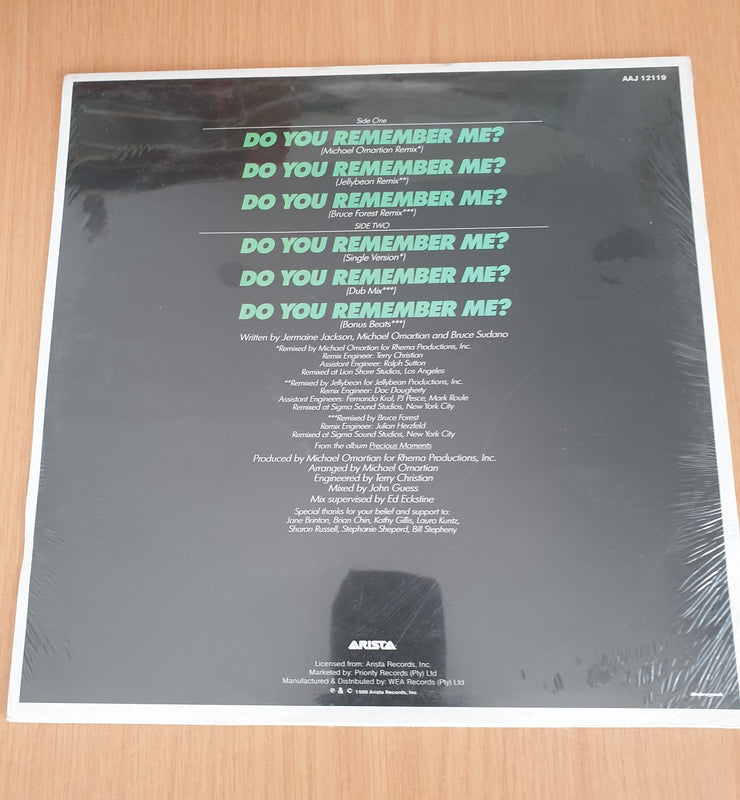 AAJ 12119
Side One
DO YOU REMEMBER ME?
(Michael Omartian Remix*)
DO YOU REMEMBER ME?
(Jellybean Remix**)
DO YOU REMEMBER ME?
(Bruce Forest Remix***)
SIDE TWO
DO YOU REMEMBER ME?
(Single Version*)
DO YOU REMEMBER ME?
(Dub Mix***)
DO YOU REMEMBER ME?
(Bonus Beats***)
Written by Jermaine Jackson, Michael Omartian and Bruce Sudano
*Remixed by Michael Omartian for Rhema Productions, Inc.
Remix Engineer: Terry Christian
Assistant Engineer: Ralph Sutton
Remixed at Lion Share Studios, Los Angeles
**Remixed by Jellybean for Jellybean Productions, Inc.
Remix Engineer: Doc Dougherty
Assistant Engineers: Fernando Kral, PJ Pesce, Mark Roule
Remixed at Sigma Sound Studios, New York City
***Remixed by Bruce Forest
Remix Engineer: Julian Herzfeld
Remixed at Sigma Sound Studios, New York City
From the album Precious Moments
Produced by Michael Omartian for Rhema Productions, Inc.
Arranged by Michael Omartian
Engineered by Terry Christian
Mixed by John Guess
Mix supervised by Ed Eckstine
Special thanks for your belief and support to:
Jane Brinton, Brian Chin, Kathy Gillis, Laura Kuntz,
Sharon Russell, Stephanie Sheperd, Bill Stepheny
ARISTA
Licensed from: Arista Records, Inc.
Marketed by: Priority Records (Pty) Ltd
Manufactured & Distributed by: WEA Records (Pty) Ltd
℗ & © 1986 Arista Records, Inc